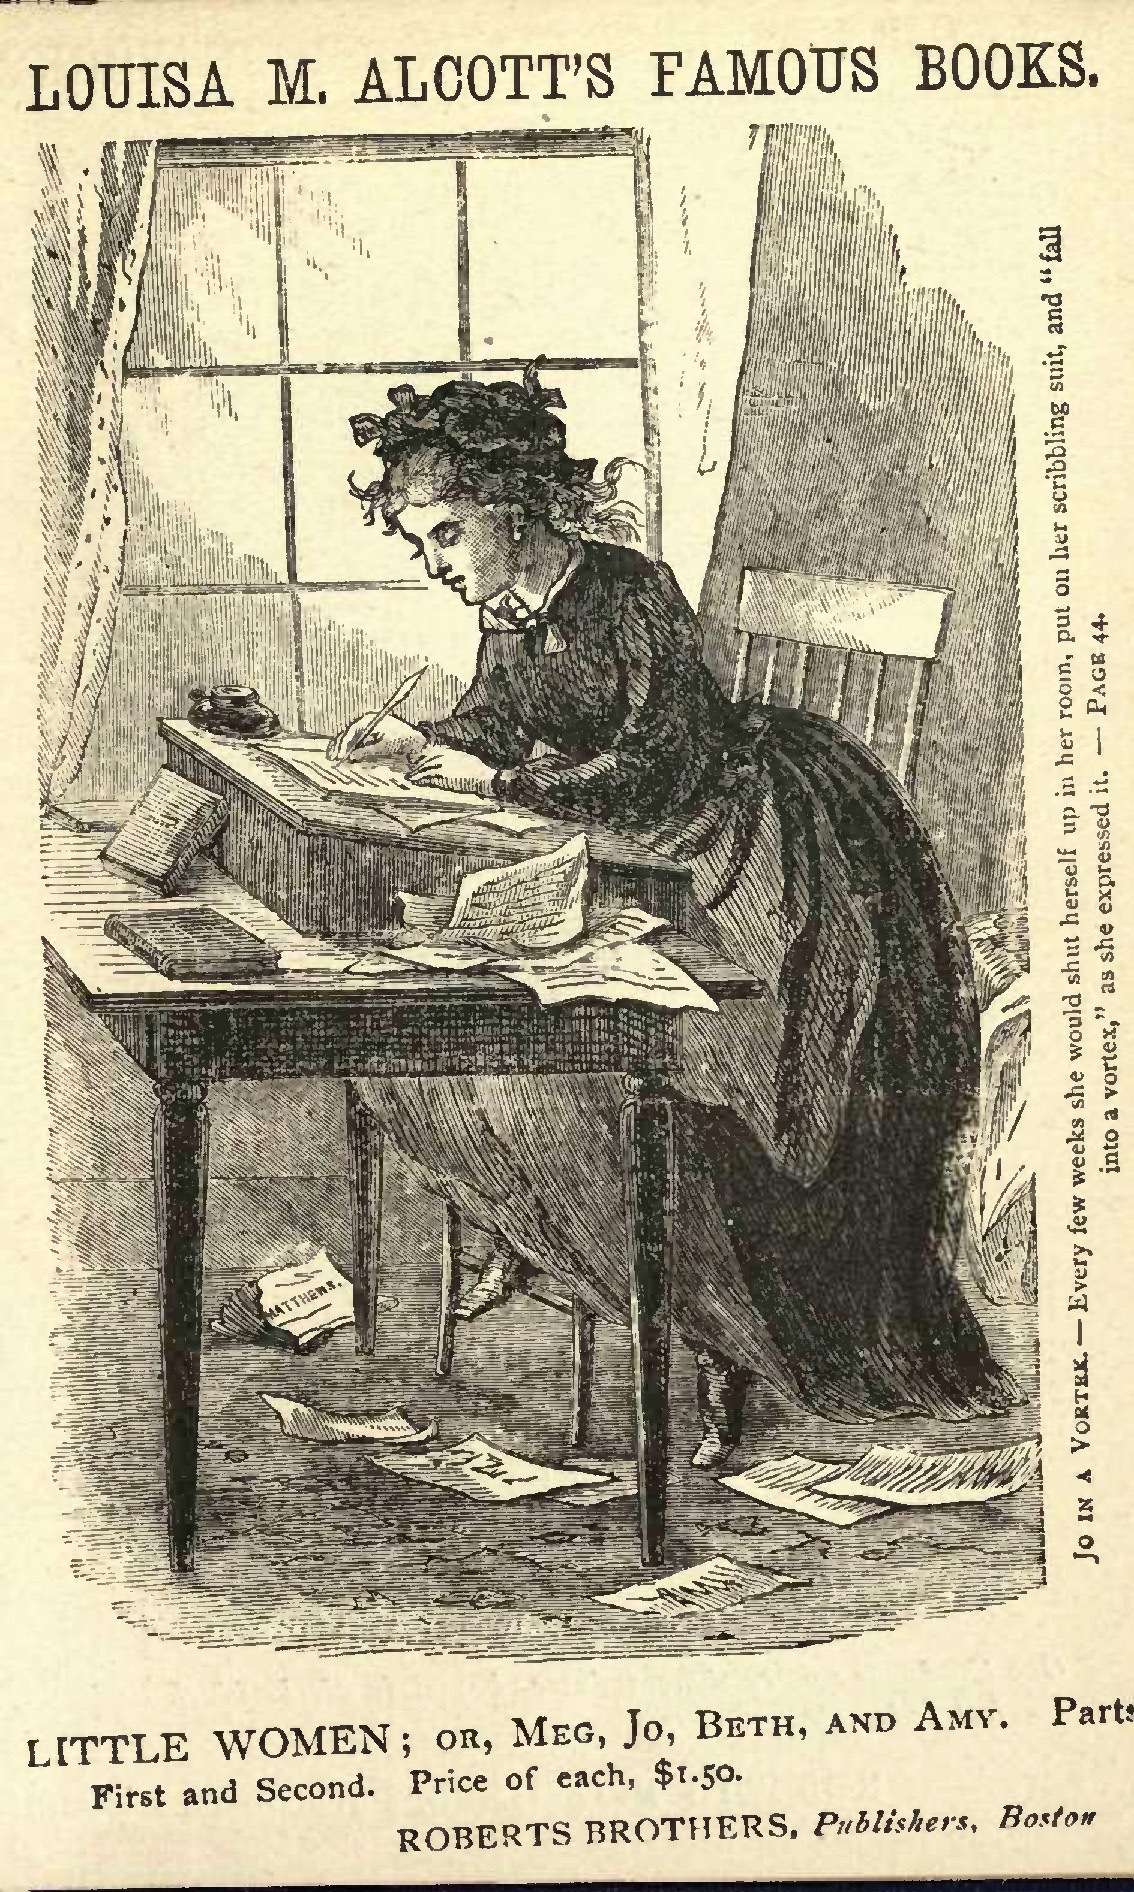 LOUISA M. ALCOTT'S FAMOUS BOOKS.
MATTHEWS.
Jo in a Vortex. — Every few weeks she would shut herself up in her room, put on her scribbling suit, and "fall
into a vortex," as she expressed it. — Page 44.
LITTLE WOMEN; or, Meg, Jo, Beth, and Amy. Parts
First and Second. Price of each, $1.50.
ROBERTS BROTHERS, Publishers, Boston